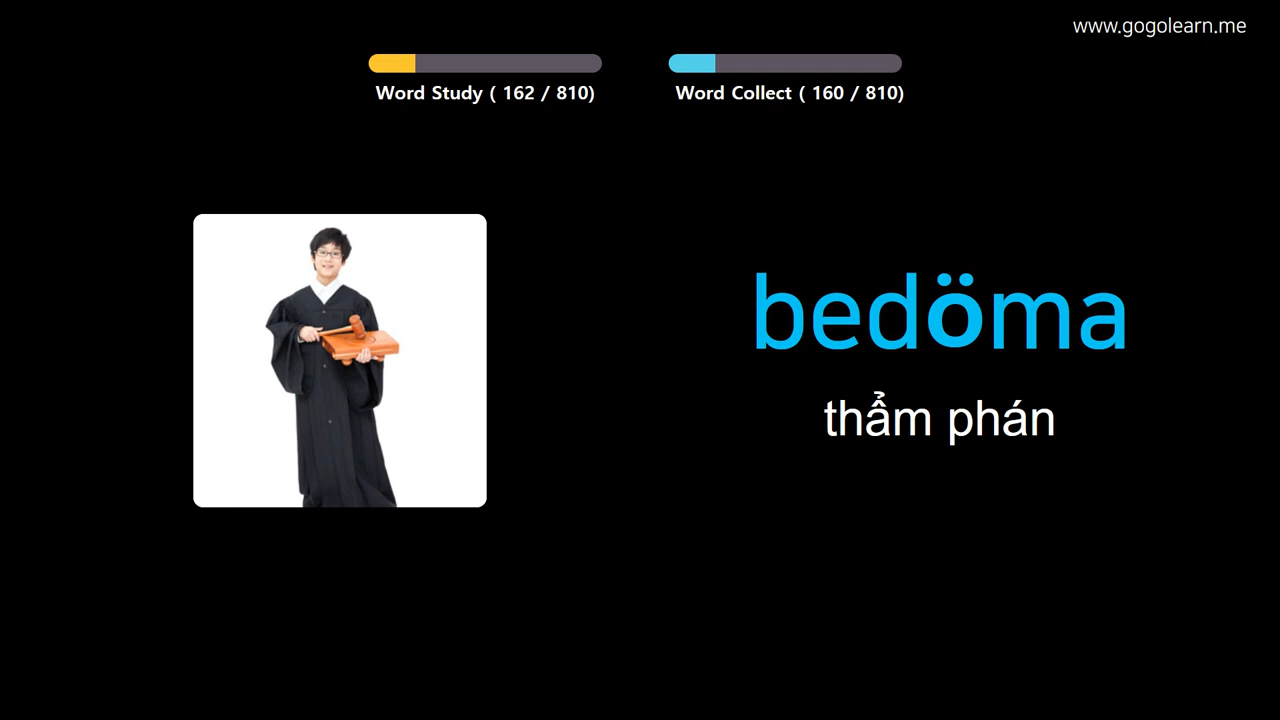 www.gogolearn.me
Word Study ( 162 / 810)
Word Collect ( 160 / 810)
bedöma
thẩm phán